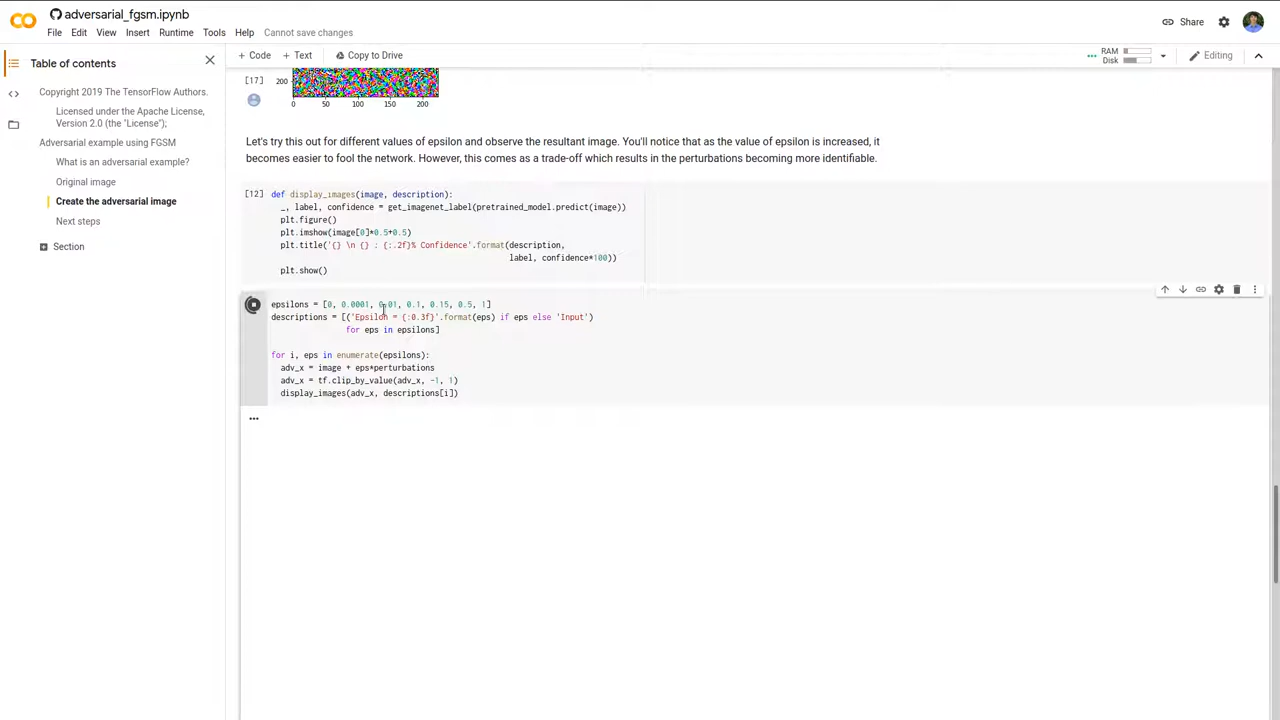 adversarial_fgsm.ipynb
File Edit View Insert Runtime Tools Help Cannot save changes
Share
+ Code + Text Copy to Drive
RAM
Disk
Editing
Table of contents
Copyright 2019 The TensorFlow Authors.
Licensed under the Apache License,
Version 2.0 (the "License");
Adversarial example using FGSM
What is an adversarial example?
Original image
Create the adversarial image
Next steps
Section
[17]
200
0 50 100 150 200
Let's try this out for different values of epsilon and observe the resultant image. You'll notice that as the value of epsilon is increased, it
becomes easier to fool the network. However, this comes as a trade-off which results in the perturbations becoming more identifiable.
[12] def display_images(image, description):
_, label, confidence = get_imagenet_label(pretrained_model.predict(image))
plt.figure()
plt.imshow(image[0]*0.5+0.5)
plt.title('{} \n {} : {:.2f}% Confidence'.format(description,
label, confidence*100))
plt.show()
epsilons = [0, 0.0001, 0.01, 0.1, 0.15, 0.5, 1]
descriptions = [('Epsilon = {:0.3f}'.format(eps) if eps else 'Input')
for eps in epsilons]
for i, eps in enumerate(epsilons):
adv_x = image + eps*perturbations
adv_x = tf.clip_by_value(adv_x, -1, 1)
display_images(adv_x, descriptions[i])